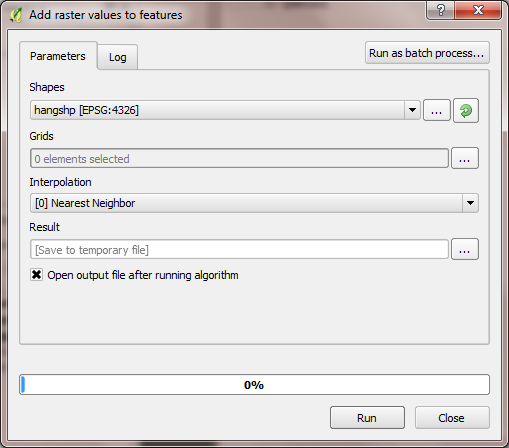 Add raster values to features
Parameters
Log
Run as batch process...
Shapes
hangshp [EPSG:4326]
...
Grids
0 elements selected
...
Interpolation
[0] Nearest Neighbor
Result
[Save to temporary file]
...
Open output file after running algorithm
0%
Run
Close